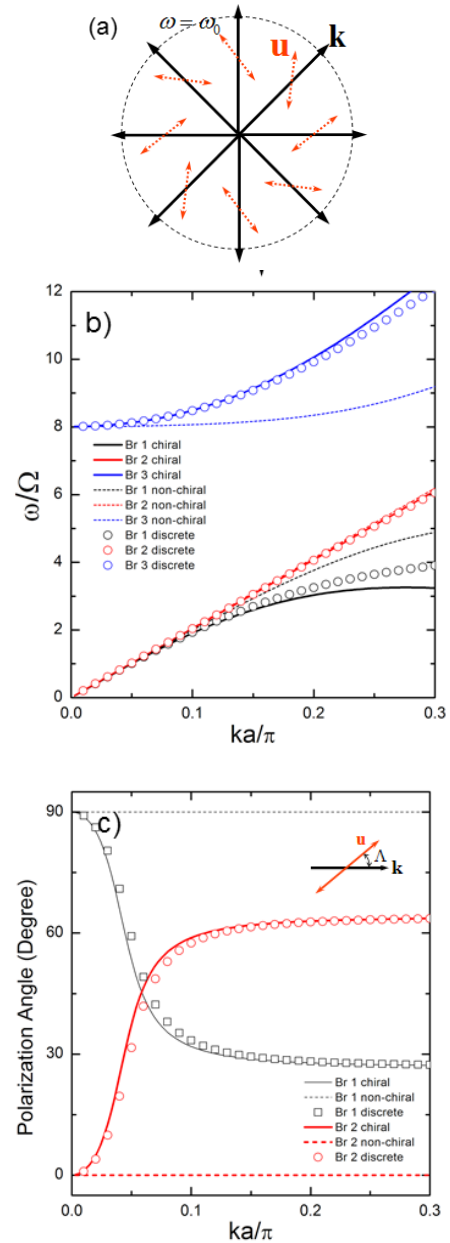 (a)
ω = ω₀
u
k
b)
12
10
8
6
4
2
0
ω/Ω
Br 1 chiral
Br 2 chiral
Br 3 chiral
Br 1 non-chiral
Br 2 non-chiral
Br 3 non-chiral
Br 1 discrete
Br 2 discrete
Br 3 discrete
0.0 0.1 0.2 0.3
ka/π
c)
90
60
30
0
Polarization Angle (Degree)
u
Λ
k
Br 1 chiral
Br 1 non-chiral
Br 1 discrete
Br 2 chiral
Br 2 non-chiral
Br 2 discrete
0.0 0.1 0.2 0.3
ka/π